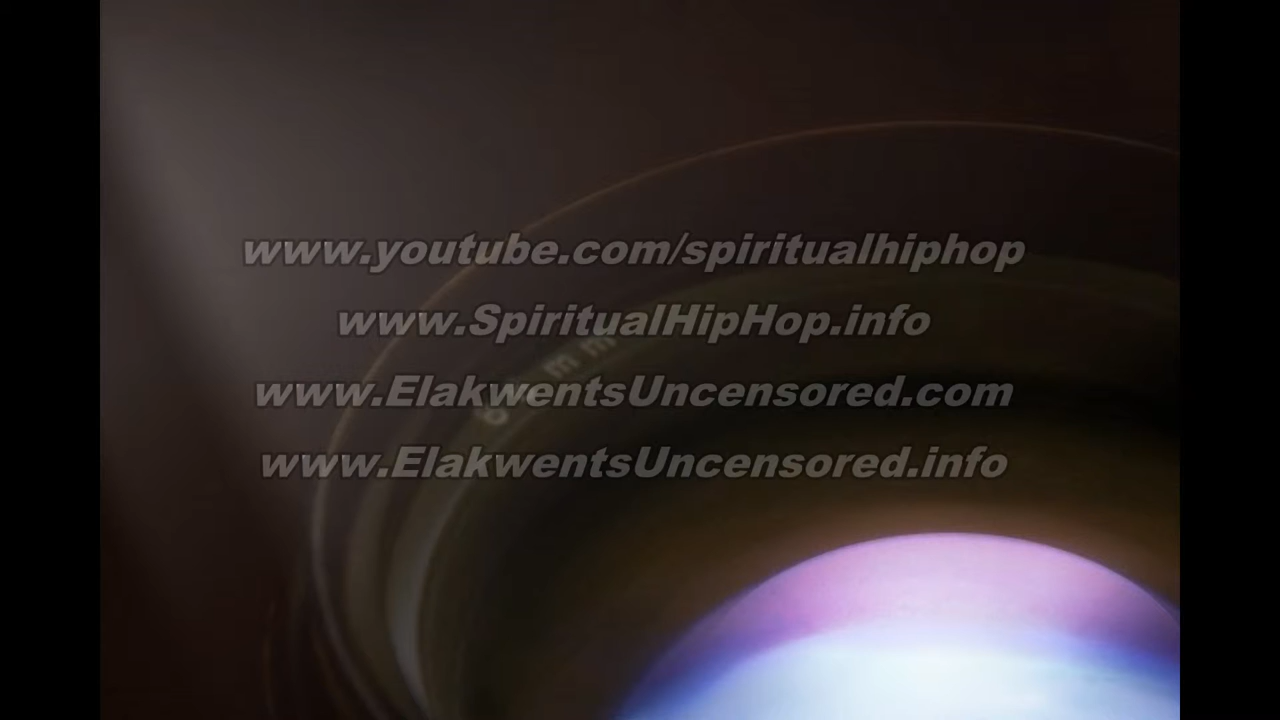 www.youtube.com/spiritualhiphop
www.SpiritualHipHop.info
www.ElakwentsUncensored.com
www.ElakwentsUncensored.info